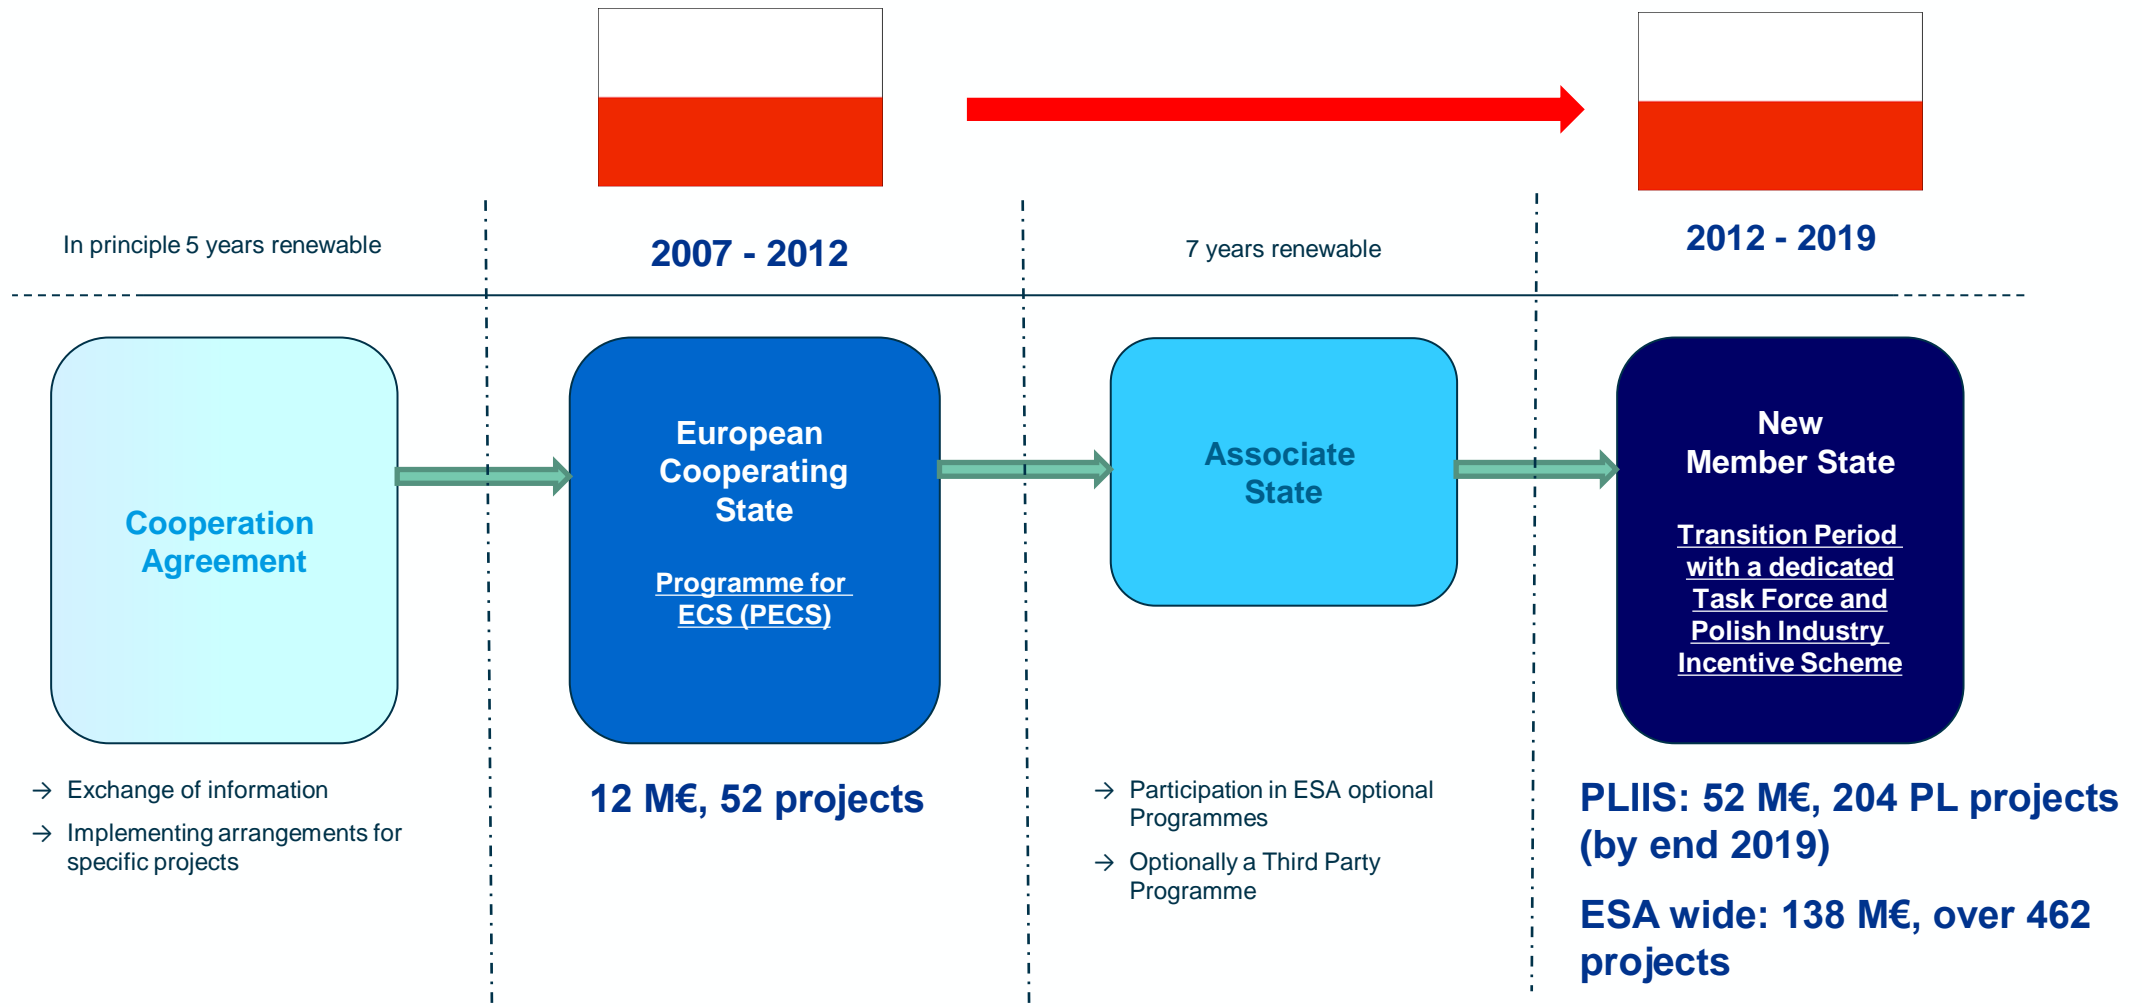 In principle 5 years renewable
2007 - 2012
7 years renewable
2012 - 2019
Cooperation
Agreement
→ Exchange of information
→ Implementing arrangements for
specific projects
European
Cooperating
State
Programme for
ECS (PECS)
12 M€, 52 projects
Associate
State
→ Participation in ESA optional
Programmes
→ Optionally a Third Party
Programme
New
Member State
Transition Period
with a dedicated
Task Force and
Polish Industry
Incentive Scheme
PLIIS: 52 M€, 204 PL projects
(by end 2019)
ESA wide: 138 M€, over 462
projects